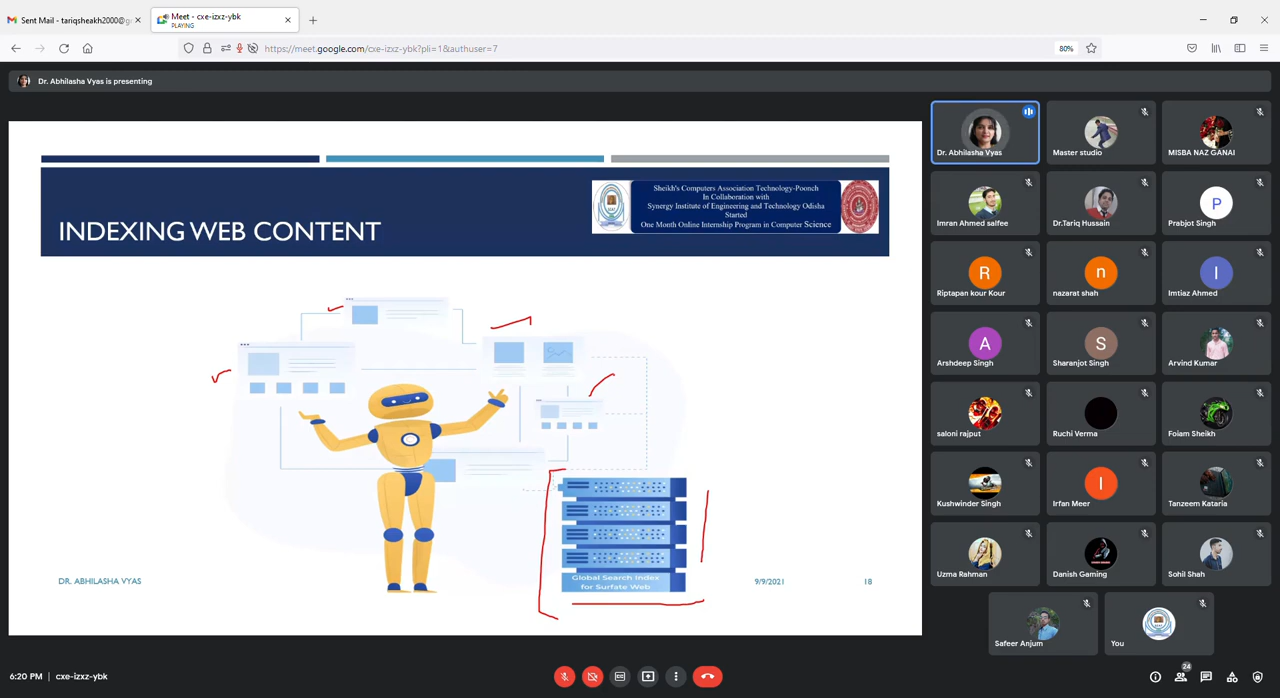 Sent Mail - tariqsheakh2000@g
Meet - cxe-izxz-ybk
PLAYING
https://meet.google.com/cxe-izxz-ybk?pli=1&authuser=7
80%
Dr. Abhilasha Vyas is presenting
INDEXING WEB CONTENT
Sheikh's Computers Association Technology-Poonch
In Collaboration with
Synergy Institute of Engineering and Technology Odisha
Started
One Month Online Internship Program in Computer Science
Global Search Index
for Surfate Web
DR. ABHILASHA VYAS
9/9/2021
18
Dr. Abhilasha Vyas
Master studio
MISBA NAZ GANAI
Imran Ahmed salfee
Dr.Tariq Hussain
P
Prabjot Singh
R
Riptapan kour Kour
n
nazarat shah
I
Imtiaz Ahmed
A
Arshdeep Singh
S
Sharanjot Singh
Arvind Kumar
saloni rajput
Ruchi Verma
Foiam Sheikh
Kushwinder Singh
I
Irfan Meer
Tanzeem Kataria
Uzma Rahman
Danish Gaming
Sohil Shah
Safeer Anjum
You
6:20 PM | cxe-izxz-ybk
24